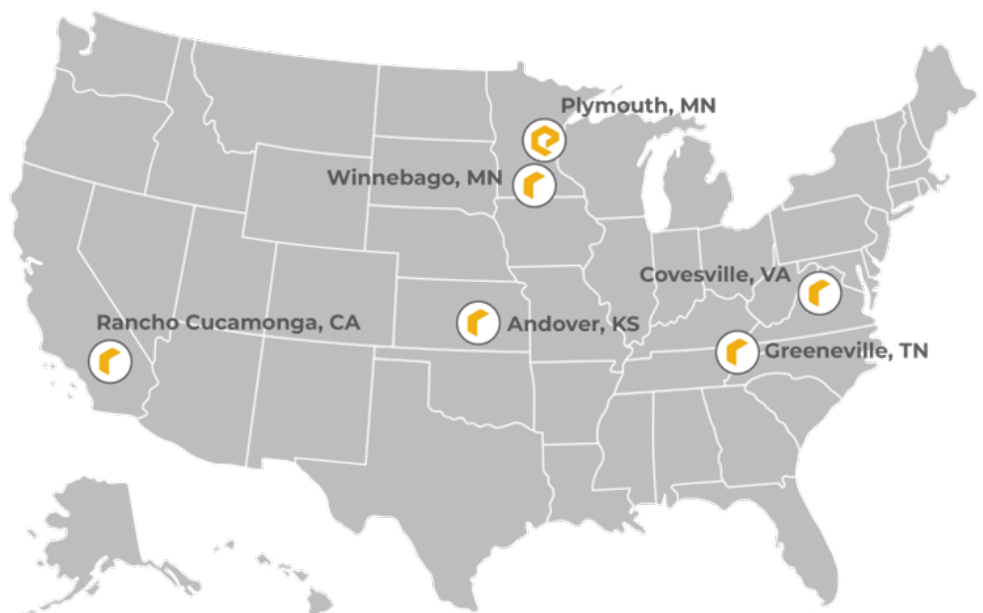 Plymouth, MN
Winnebago, MN
Covesville, VA
Rancho Cucamonga, CA
Andover, KS
Greeneville, TN